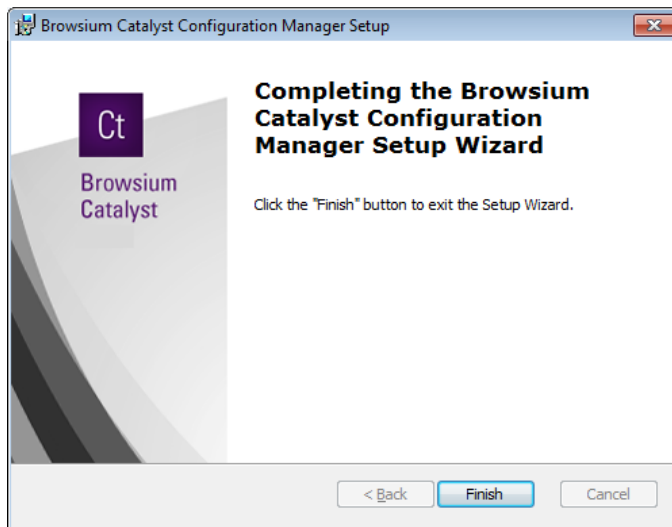 Browsium Catalyst Configuration Manager Setup
Ct
Browsium
Catalyst
Completing the Browsium
Catalyst Configuration
Manager Setup Wizard
Click the "Finish" button to exit the Setup Wizard.
< Back
Finish
Cancel